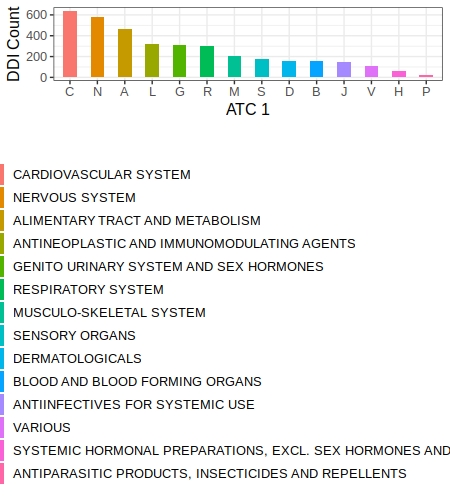 DDI Count
600
400
200
0
C N A L G R M S D B J V H P
ATC 1
CARDIOVASCULAR SYSTEM
NERVOUS SYSTEM
ALIMENTARY TRACT AND METABOLISM
ANTINEOPLASTIC AND IMMUNOMODULATING AGENTS
GENITO URINARY SYSTEM AND SEX HORMONES
RESPIRATORY SYSTEM
MUSCULO-SKELETAL SYSTEM
SENSORY ORGANS
DERMATOLOGICALS
BLOOD AND BLOOD FORMING ORGANS
ANTIINFECTIVES FOR SYSTEMIC USE
VARIOUS
SYSTEMIC HORMONAL PREPARATIONS, EXCL. SEX HORMONES AND
ANTIPARASITIC PRODUCTS, INSECTICIDES AND REPELLENTS